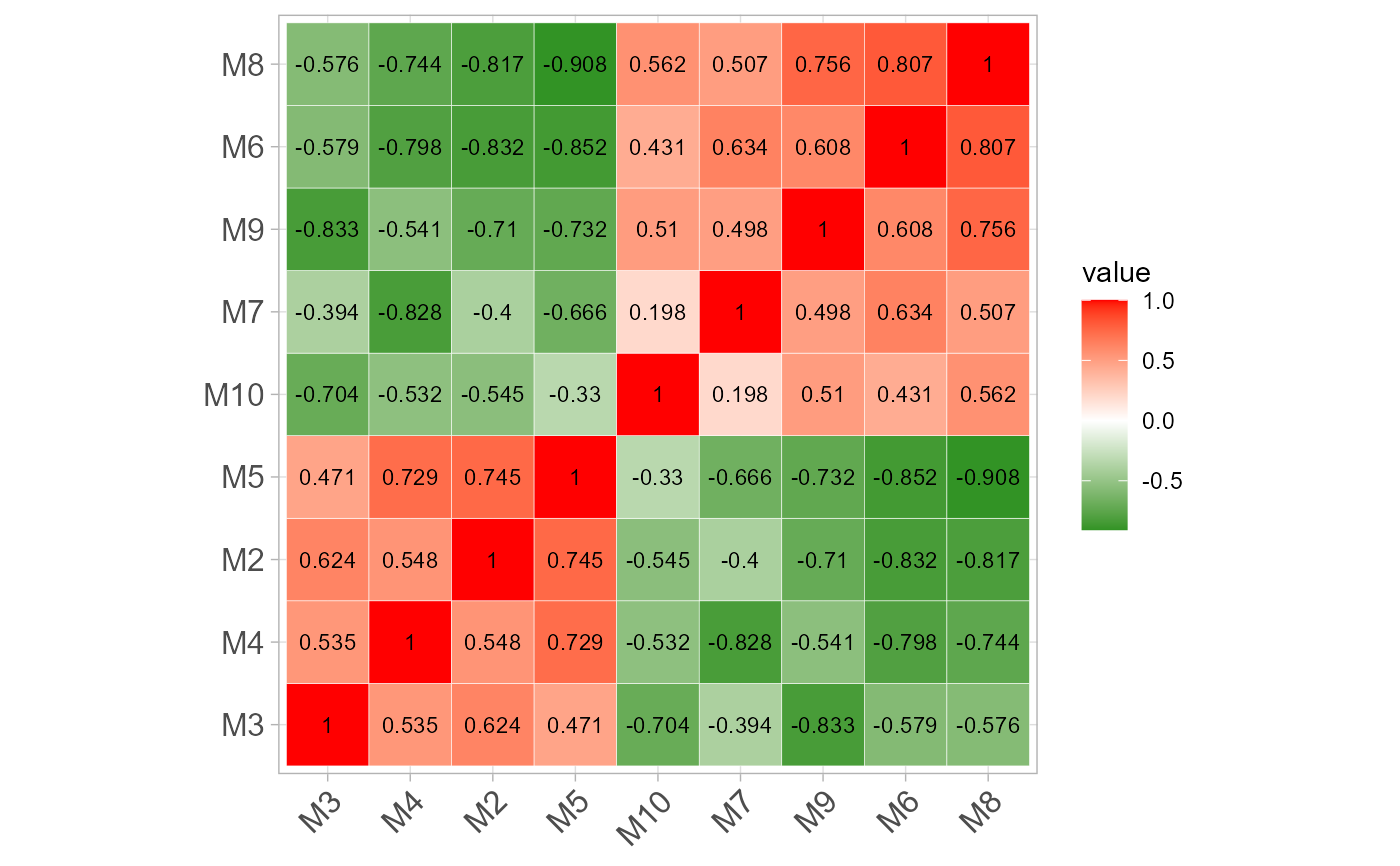 M8 -0.576 -0.744 -0.817 -0.908 0.562 0.507 0.756 0.807 1
M6 -0.579 -0.798 -0.832 -0.852 0.431 0.634 0.608 1 0.807
M9 -0.833 -0.541 -0.71 -0.732 0.51 0.498 1 0.608 0.756
M7 -0.394 -0.828 -0.4 -0.666 0.198 1 0.498 0.634 0.507
M10 -0.704 -0.532 -0.545 -0.33 1 0.198 0.51 0.431 0.562
M5 0.471 0.729 0.745 1 -0.33 -0.666 -0.732 -0.852 -0.908
M2 0.624 0.548 1 0.745 -0.545 -0.4 -0.71 -0.832 -0.817
M4 0.535 1 0.548 0.729 -0.532 -0.828 -0.541 -0.798 -0.744
M3 1 0.535 0.624 0.471 -0.704 -0.394 -0.833 -0.579 -0.576
M3 M4 M2 M5 M10 M7 M9 M6 M8
value
1.0
0.5
0.0
-0.5